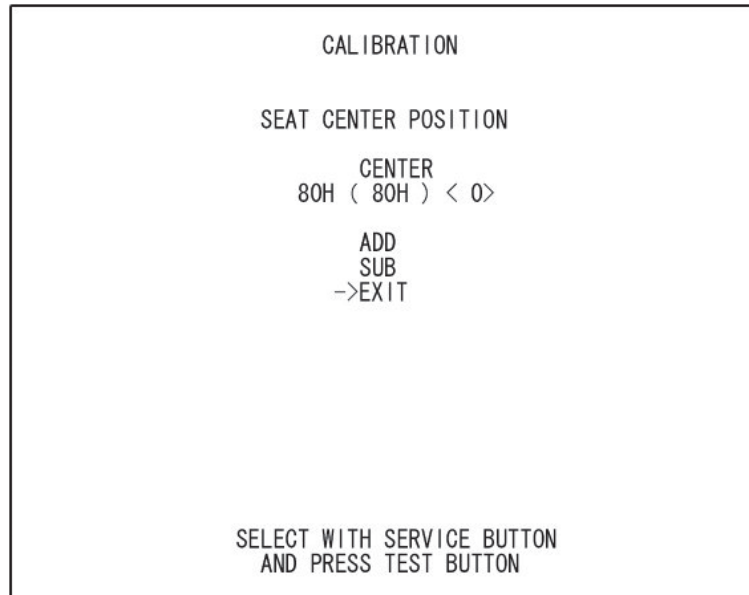 CALIBRATION
SEAT CENTER POSITION
CENTER
80H ( 80H ) < 0>
ADD
SUB
->EXIT
SELECT WITH SERVICE BUTTON
AND PRESS TEST BUTTON